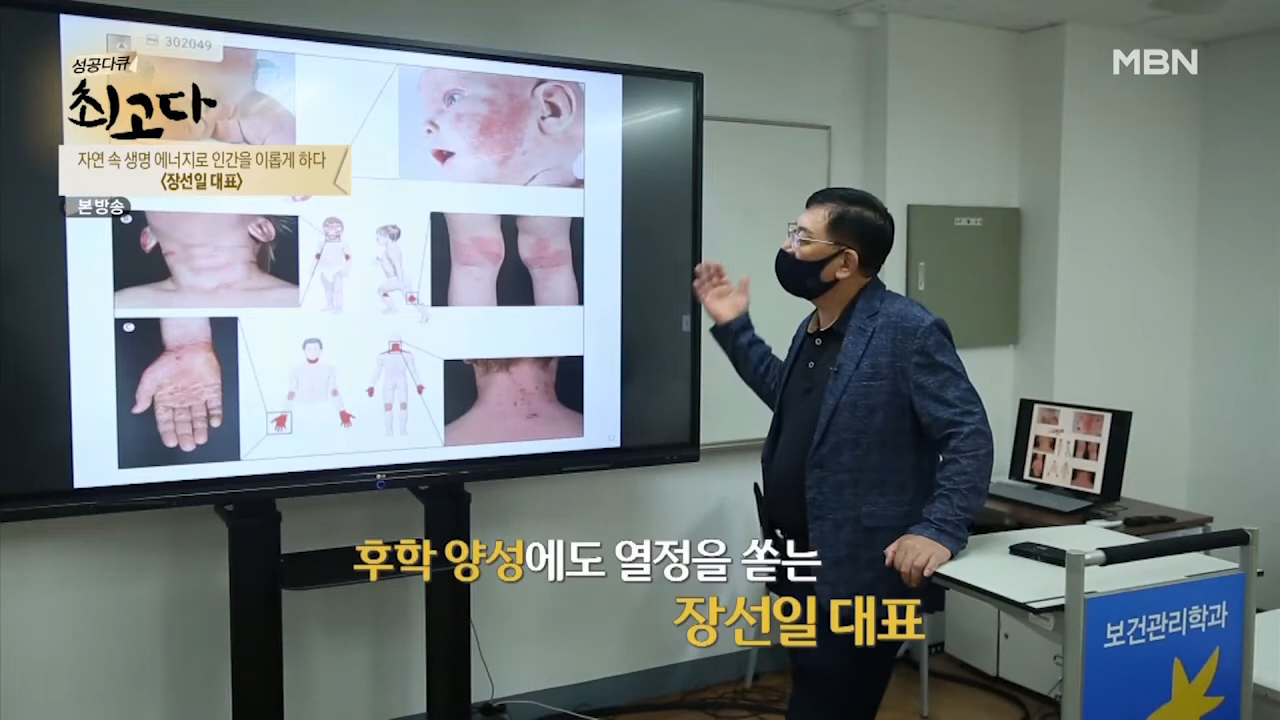 302049
성공다큐
최고다
MBN
자연 속 생명 에너지로 인간을 이롭게 하다
〈장선일 대표〉
본방송
후학 양성에도 열정을 쏟는
장선일 대표
보건관리학과